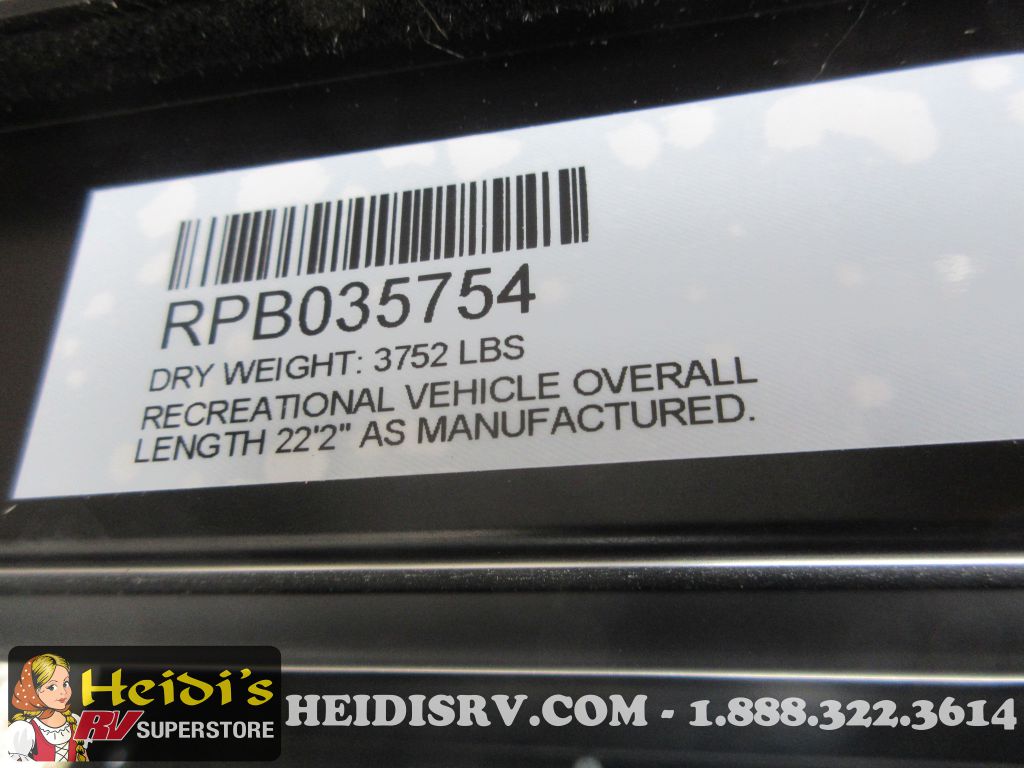 RPB035754
DRY WEIGHT: 3752 LBS
RECREATIONAL VEHICLE OVERALL
LENGTH 22'2" AS MANUFACTURED.
Heidi's
RV SUPERSTORE
HEIDISRV.COM - 1.888.322.3614